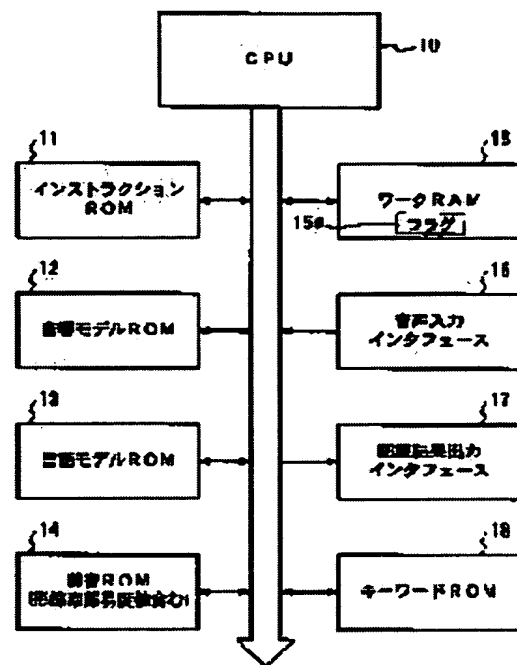 CPU
10
11
インストラクション
ROM
15
ワークRAM
15a
フラグ
12
音響モデルROM
16
音声入力
インタフェース
13
言語モデルROM
17
認識結果出力
インタフェース
14
辞書ROM
18
キーワードROM